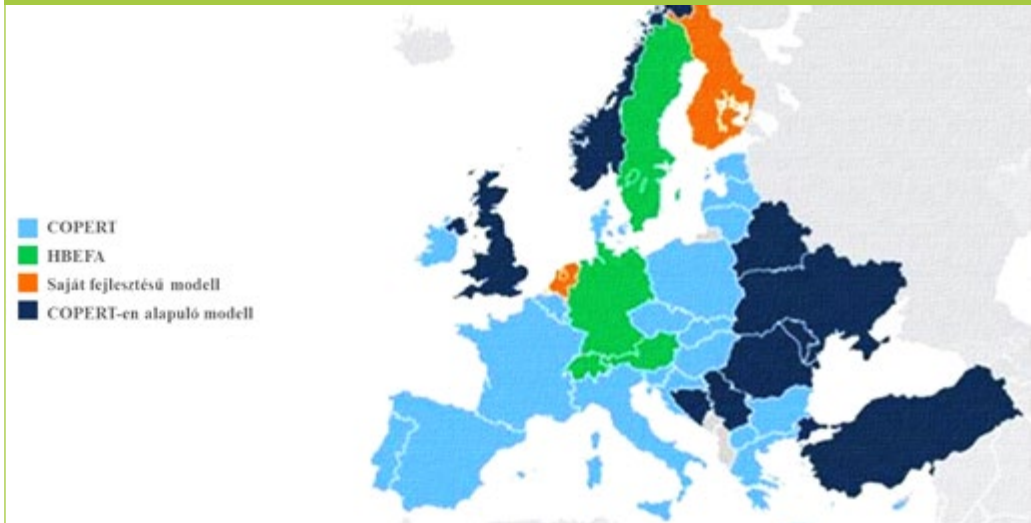 COPERT
HBEFA
Saját fejlesztésű modell
COPERT-en alapuló modell